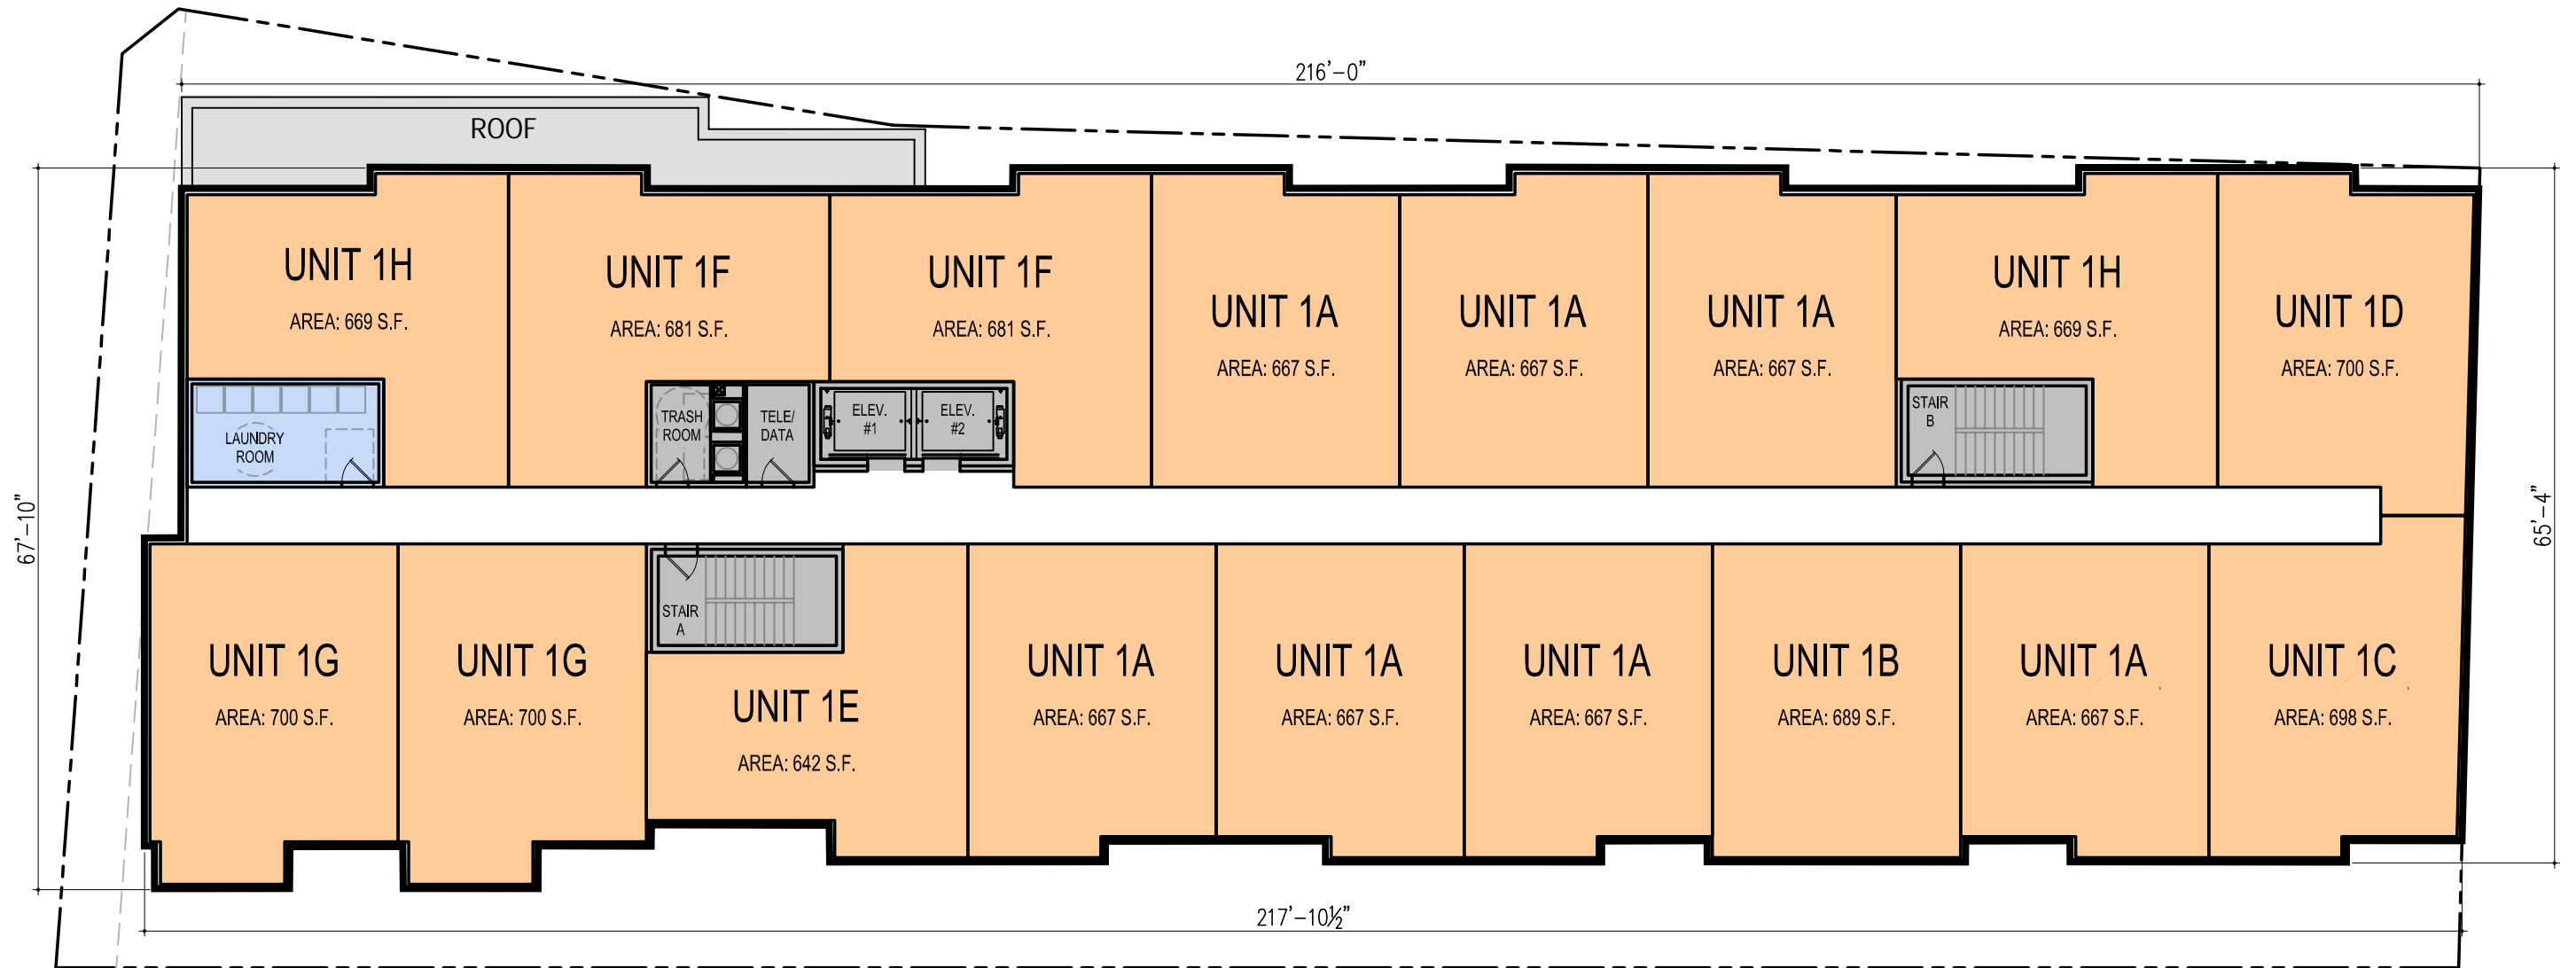 216'-0"
ROOF
UNIT 1H
AREA: 669 S.F.
UNIT 1F
AREA: 681 S.F.
UNIT 1F
AREA: 681 S.F.
UNIT 1A
AREA: 667 S.F.
UNIT 1A
AREA: 667 S.F.
UNIT 1A
AREA: 667 S.F.
UNIT 1H
AREA: 669 S.F.
UNIT 1D
AREA: 700 S.F.
LAUNDRY
ROOM
TRASH
ROOM
TELE/
DATA
ELEV.
#1
ELEV.
#2
STAIR
B
67'-10"
65'-4"
STAIR
A
UNIT 1G
AREA: 700 S.F.
UNIT 1G
AREA: 700 S.F.
UNIT 1E
AREA: 642 S.F.
UNIT 1A
AREA: 667 S.F.
UNIT 1A
AREA: 667 S.F.
UNIT 1A
AREA: 667 S.F.
UNIT 1B
AREA: 689 S.F.
UNIT 1A
AREA: 667 S.F.
UNIT 1C
AREA: 698 S.F.
217'-10½"